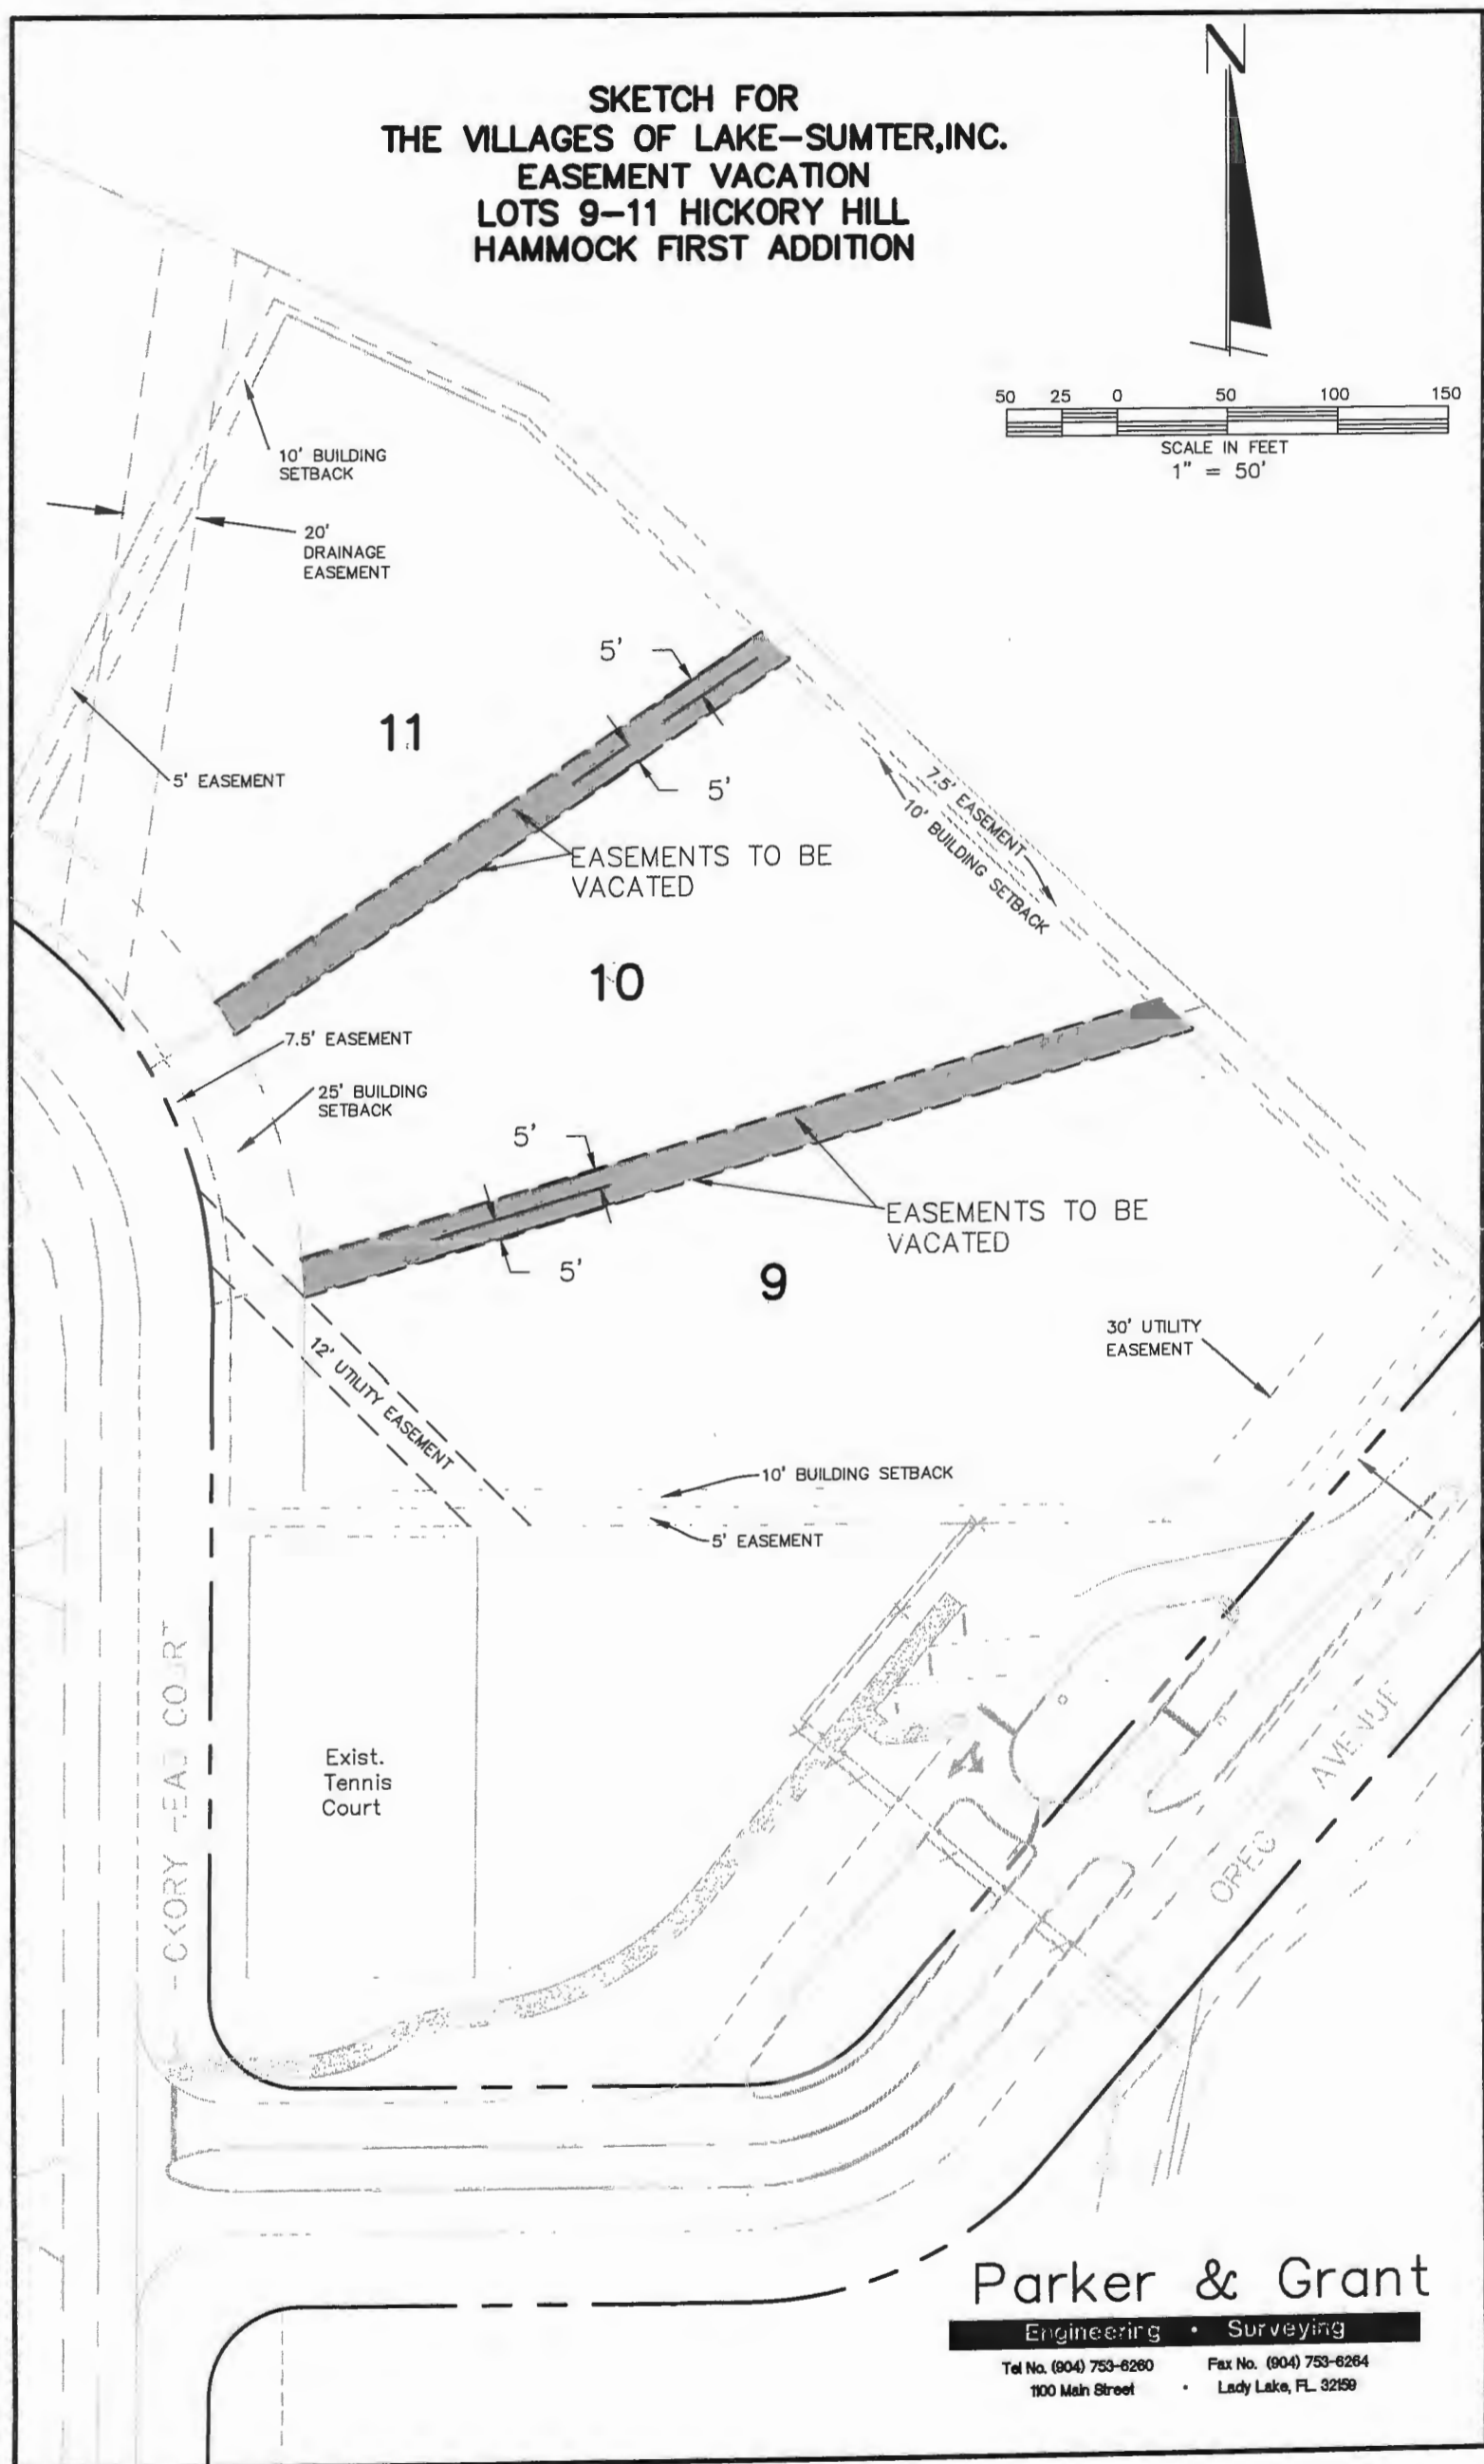 N
SKETCH FOR
THE VILLAGES OF LAKE-SUMTER,INC.
EASEMENT VACATION
LOTS 9-11 HICKORY HILL
HAMMOCK FIRST ADDITION
50 25 0 50 100 150
SCALE IN FEET
1" = 50'
10' BUILDING
SETBACK
20'
DRAINAGE
EASEMENT
5'
11
5' EASEMENT
5'
7.5' EASEMENT
10' BUILDING SETBACK
EASEMENTS TO BE
VACATED
10
7.5' EASEMENT
25' BUILDING
SETBACK
5'
EASEMENTS TO BE
VACATED
5'
9
30' UTILITY
EASEMENT
12' UTILITY EASEMENT
10' BUILDING SETBACK
5' EASEMENT
COURT
AVENUE
Exist.
Tennis
Court
Parker & Grant
Engineering • Surveying
Tel No. (904) 753-6260 Fax No. (904) 753-6264
1100 Main Street • Lady Lake, FL. 32159